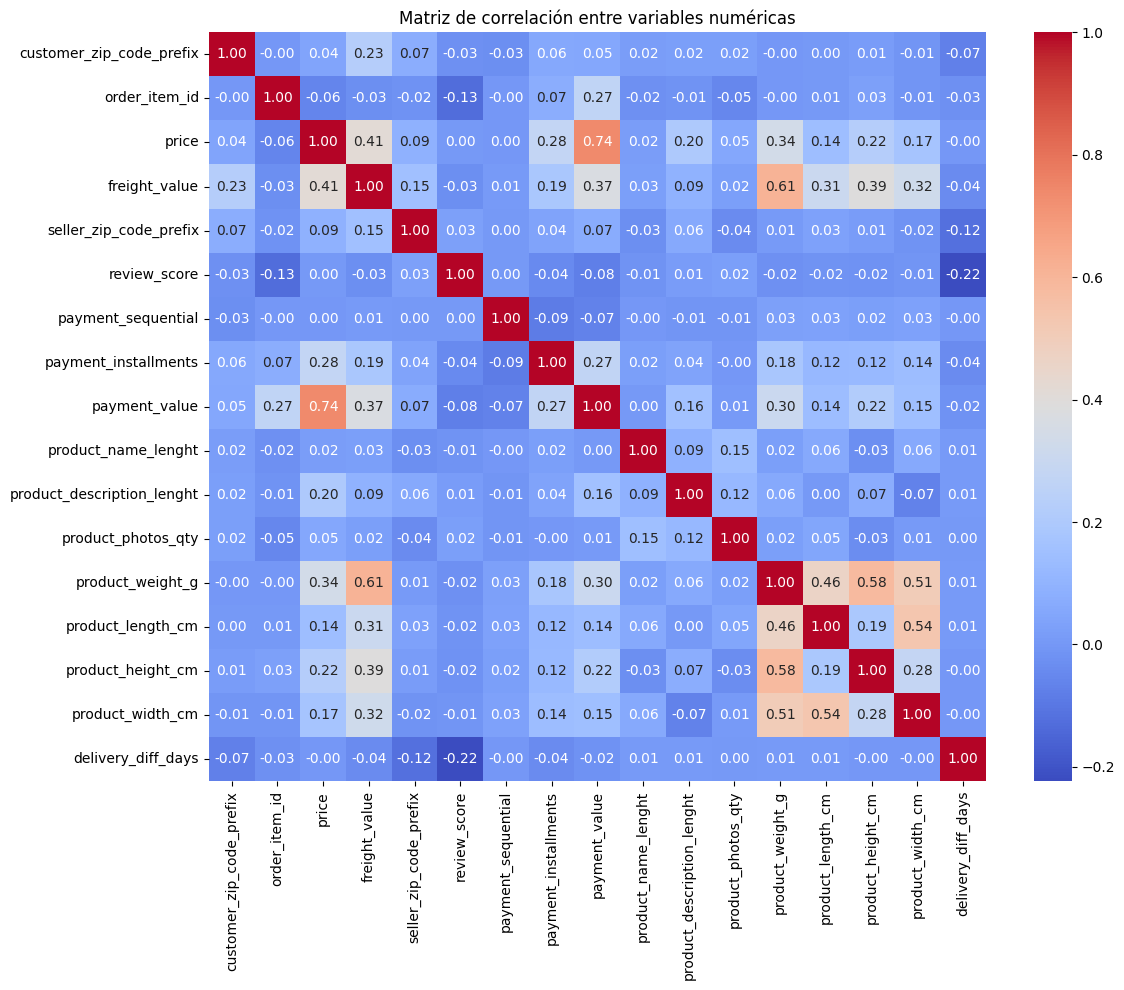 Matriz de correlación entre variables numéricas
customer_zip_code_prefix 1.00 -0.00 0.04 0.23 0.07 -0.03 -0.03 0.06 0.05 0.02 0.02 0.02 -0.00 0.00 0.01 -0.01 -0.07
order_item_id -0.00 1.00 -0.06 -0.03 -0.02 -0.13 -0.00 0.07 0.27 -0.02 -0.01 -0.05 -0.00 0.01 0.03 -0.01 -0.03
price 0.04 -0.06 1.00 0.41 0.09 0.00 0.00 0.28 0.74 0.02 0.20 0.05 0.34 0.14 0.22 0.17 -0.00
freight_value 0.23 -0.03 0.41 1.00 0.15 -0.03 0.01 0.19 0.37 0.03 0.09 0.02 0.61 0.31 0.39 0.32 -0.04
seller_zip_code_prefix 0.07 -0.02 0.09 0.15 1.00 0.03 0.00 0.04 0.07 -0.03 0.06 -0.04 0.01 0.03 0.01 -0.02 -0.12
review_score -0.03 -0.13 0.00 -0.03 0.03 1.00 0.00 -0.04 -0.08 -0.01 0.01 0.02 -0.02 -0.02 -0.02 -0.01 -0.22
payment_sequential -0.03 -0.00 0.00 0.01 0.00 0.00 1.00 -0.09 -0.07 -0.00 -0.01 -0.01 0.03 0.03 0.02 0.03 -0.00
payment_installments 0.06 0.07 0.28 0.19 0.04 -0.04 -0.09 1.00 0.27 0.02 0.04 -0.00 0.18 0.12 0.12 0.14 -0.04
payment_value 0.05 0.27 0.74 0.37 0.07 -0.08 -0.07 0.27 1.00 0.00 0.16 0.01 0.30 0.14 0.22 0.15 -0.02
product_name_lenght 0.02 -0.02 0.02 0.03 -0.03 -0.01 -0.00 0.02 0.00 1.00 0.09 0.15 0.02 0.06 -0.03 0.06 0.01
product_description_lenght 0.02 -0.01 0.20 0.09 0.06 0.01 -0.01 0.04 0.16 0.09 1.00 0.12 0.06 0.00 0.07 -0.07 0.01
product_photos_qty 0.02 -0.05 0.05 0.02 -0.04 0.02 -0.01 -0.00 0.01 0.15 0.12 1.00 0.02 0.05 -0.03 0.01 0.00
product_weight_g -0.00 -0.00 0.34 0.61 0.01 -0.02 0.03 0.18 0.30 0.02 0.06 0.02 1.00 0.46 0.58 0.51 0.01
product_length_cm 0.00 0.01 0.14 0.31 0.03 -0.02 0.03 0.12 0.14 0.06 0.00 0.05 0.46 1.00 0.19 0.54 0.01
product_height_cm 0.01 0.03 0.22 0.39 0.01 -0.02 0.02 0.12 0.22 -0.03 0.07 -0.03 0.58 0.19 1.00 0.28 -0.00
product_width_cm -0.01 -0.01 0.17 0.32 -0.02 -0.01 0.03 0.14 0.15 0.06 -0.07 0.01 0.51 0.54 0.28 1.00 -0.00
delivery_diff_days -0.07 -0.03 -0.00 -0.04 -0.12 -0.22 -0.00 -0.04 -0.02 0.01 0.01 0.00 0.01 0.01 -0.00 -0.00 1.00
customer_zip_code_prefix
order_item_id
price
freight_value
seller_zip_code_prefix
review_score
payment_sequential
payment_installments
payment_value
product_name_lenght
product_description_lenght
product_photos_qty
product_weight_g
product_length_cm
product_height_cm
product_width_cm
delivery_diff_days
1.0
0.8
0.6
0.4
0.2
0.0
−0.2